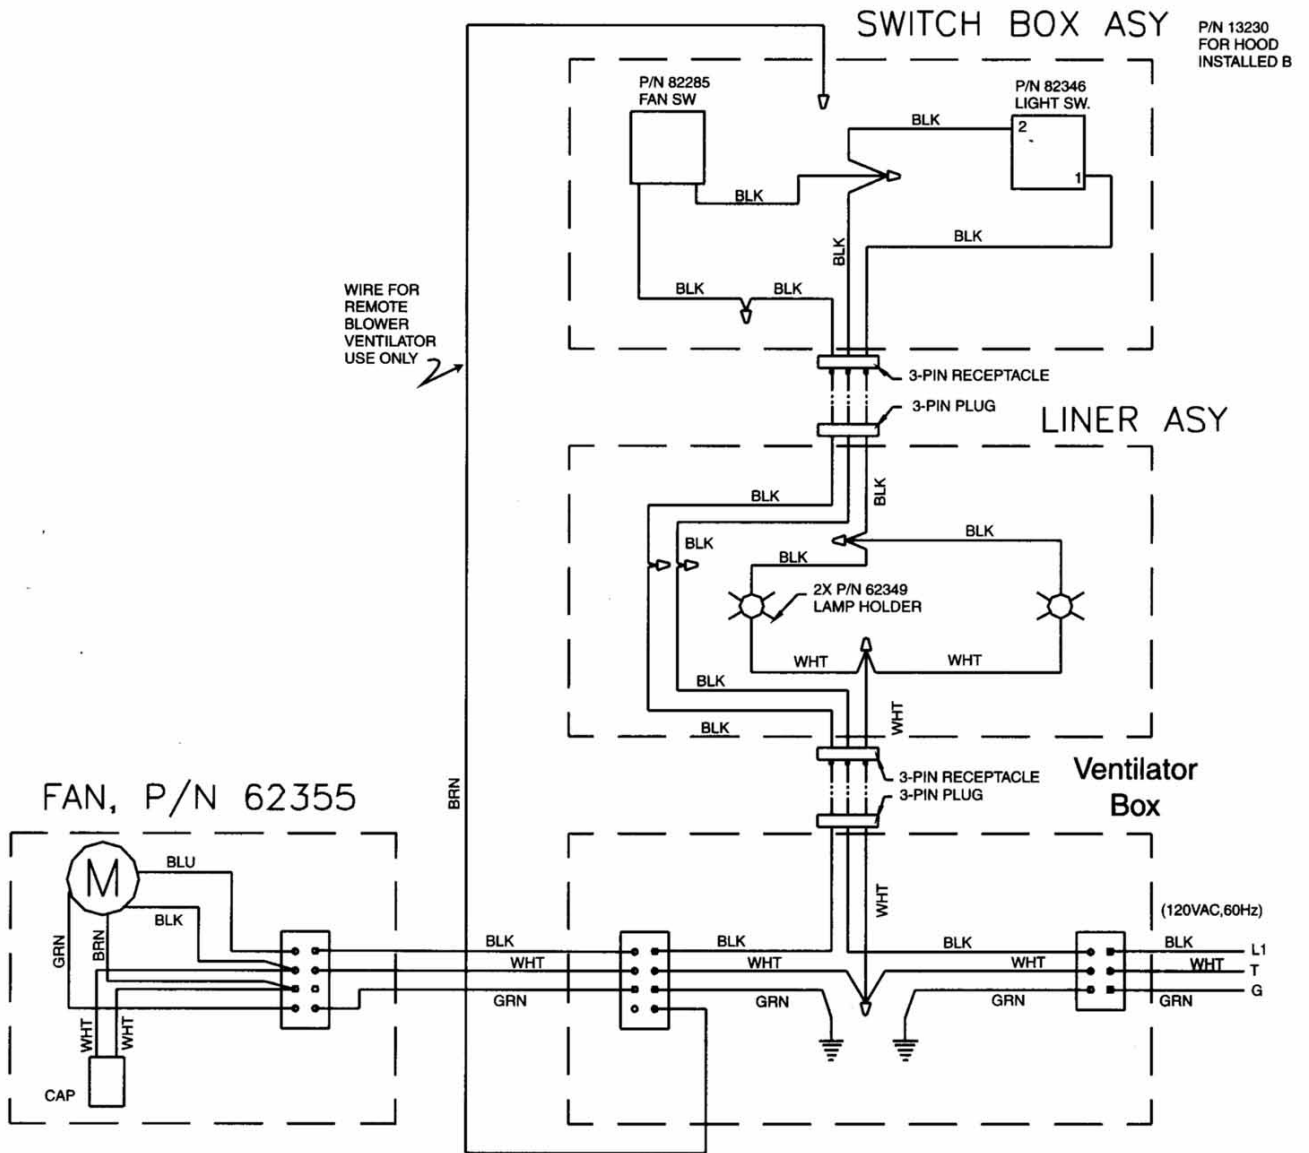 SWITCH BOX ASY
P/N 13230
FOR HOOD
INSTALLED B
P/N 82285
FAN SW
P/N 82346
LIGHT SW.
2
1
BLK
BLK
BLK
BLK
BLK
BLK
WIRE FOR
REMOTE
BLOWER
VENTILATOR
USE ONLY
3-PIN RECEPTACLE
3-PIN PLUG
LINER ASY
BLK
BLK
BLK
BLK
BLK
2X P/N 62349
LAMP HOLDER
WHT
WHT
BLK
WHT
BLK
3-PIN RECEPTACLE
3-PIN PLUG
Ventilator
Box
BRN
FAN, P/N 62355
M
BLU
BLK
GRN
BRN
WHT
WHT
CAP
BLK
WHT
GRN
BLK
WHT
GRN
WHT
BLK
WHT
GRN
(120VAC,60Hz)
BLK
L1
WHT
T
GRN
G